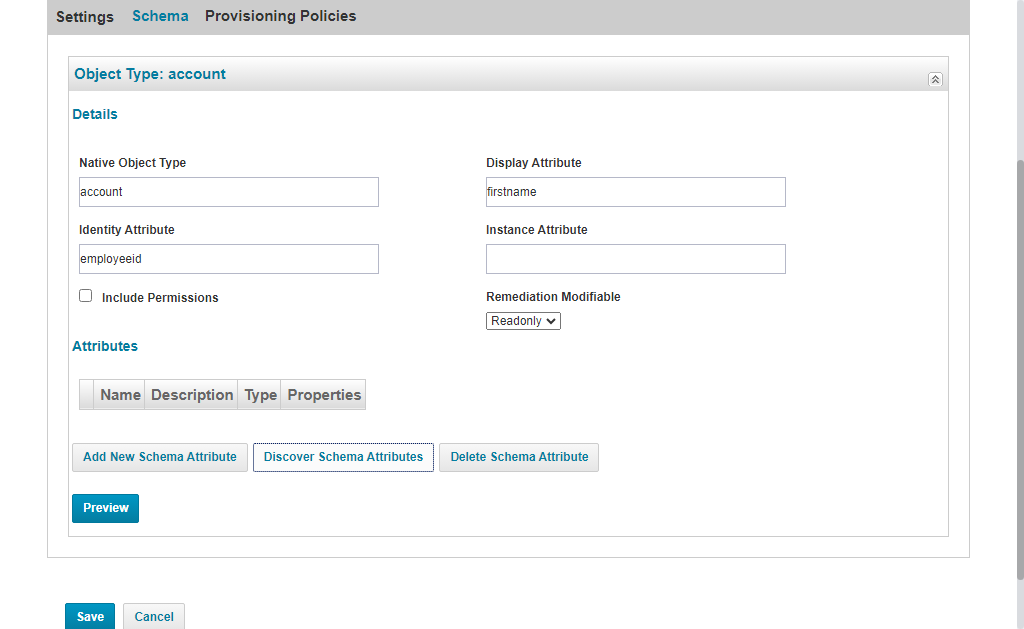 Settings Schema Provisioning Policies
Object Type: account
Details
Native Object Type Display Attribute
account firstname
Identity Attribute Instance Attribute
employeeid
Include Permissions Remediation Modifiable
Readonly
Attributes
Name Description Type Properties
Add New Schema Attribute Discover Schema Attributes Delete Schema Attribute
Preview
Save Cancel